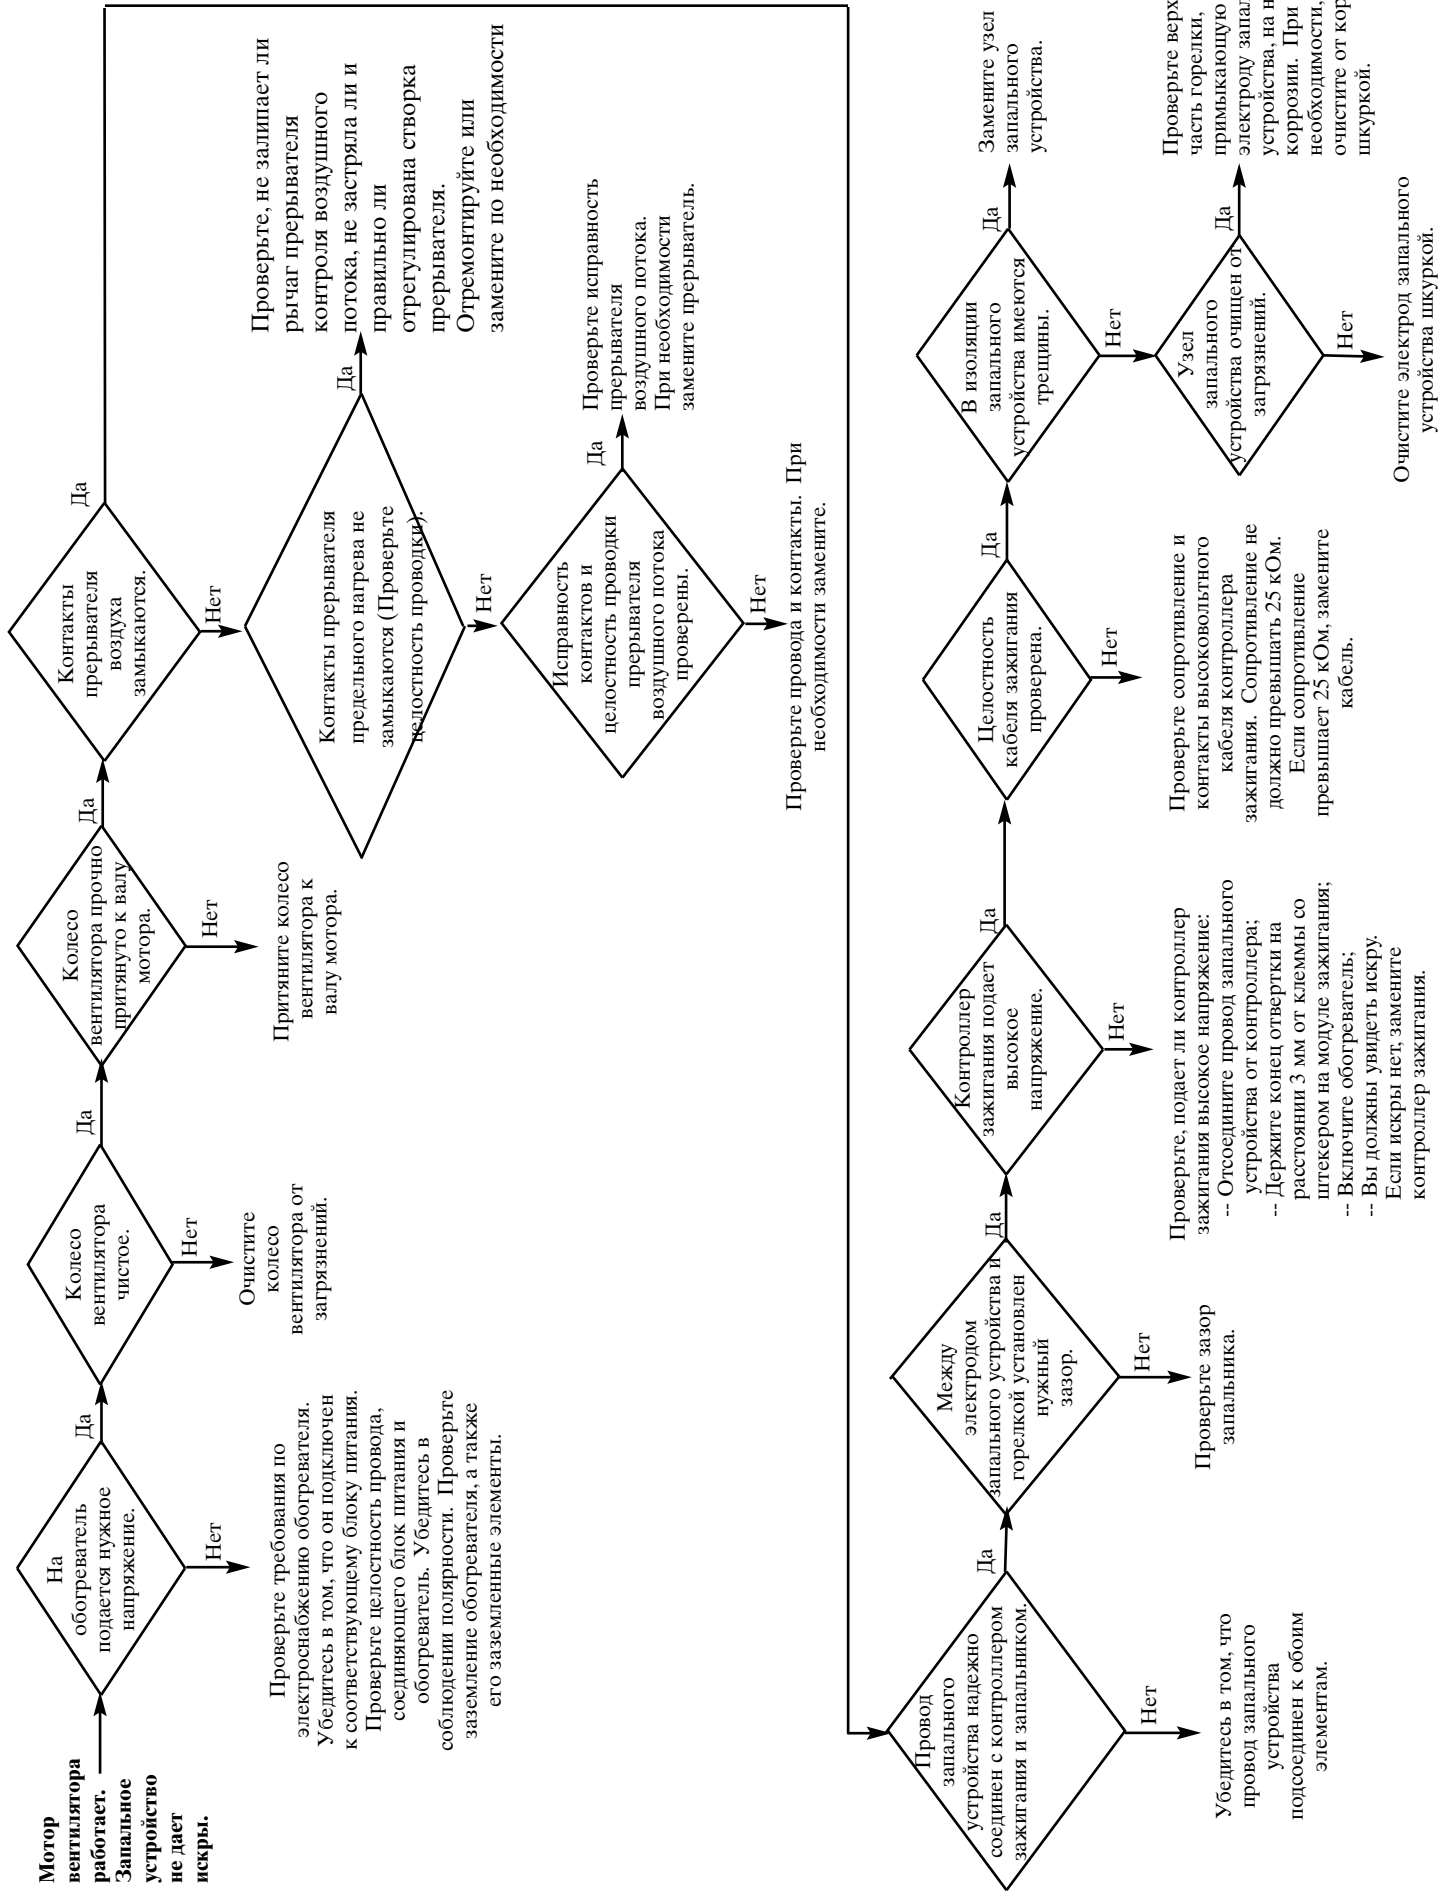 Мотор
вентилятора
работает.
Запальное
устройство
не дает
искры.
На
обогреватель
подается нужное
напряжение.
Да
Нет
Проверьте требования по
электроснабжению обогревателя.
Убедитесь в том, что он подключен
к соответствующему блоку питания.
Проверьте целостность провода,
соединяющего блок питания и
обогреватель. Убедитесь в
соблюдении полярности. Проверьте
заземление обогревателя, а также
его заземленные элементы.
Колесо
вентилятора
чистое.
Да
Нет
Очистите
колесо
вентилятора от
загрязнений.
Колесо
вентилятора прочно
притянуто к валу
мотора.
Да
Нет
Притяните колесо
вентилятора к
валу мотора.
Контакты
прерывателя
воздуха
замыкаются.
Да
Нет
Контакты прерывателя
предельного нагрева не
замыкаются (Проверьте
целостность проводки).
Да
Проверьте, не залипает ли
рычаг прерывателя
контроля воздушного
потока, не застряла ли и
правильно ли
отрегулирована створка
прерывателя.
Отремонтируйте или
замените по необходимости
Нет
Исправность
контактов и
целостность проводки
прерывателя
воздушного потока
проверены.
Да
Проверьте исправность
прерывателя
воздушного потока.
При необходимости
замените прерыватель.
Нет
Проверьте провода и контакты. При
необходимости замените.
Провод
запального
устройства надежно
соединен с контроллером
зажигания и запальником.
Да
Нет
Убедитесь в том, что
провод запального
устройства
подсоединен к обоим
элементам.
Между
электродом
запального устройства и
горелкой установлен
нужный
зазор.
Да
Нет
Проверьте зазор
запальника.
Контроллер
зажигания подает
высокое
напряжение.
Да
Нет
Проверьте, подает ли контроллер
зажигания высокое напряжение:
-- Отсоедините провод запального
устройства от контроллера;
-- Держите конец отвертки на
расстоянии 3 мм от клеммы со
штекером на модуле зажигания;
-- Включите обогреватель;
-- Вы должны увидеть искру.
Если искры нет, замените
контроллер зажигания.
Целостность
кабеля зажигания
проверена.
Да
Нет
Проверьте сопротивление и
контакты высоковольтного
кабеля контроллера
зажигания. Сопротивление не
должно превышать 25 кОм.
Если сопротивление
превышает 25 кОм, замените
кабель.
В изоляции
запального
устройства имеются
трещины.
Да
Замените узел
запального
устройства.
Нет
Узел
запального
устройства очищен от
загрязнений.
Да
Проверьте верх
часть горелки,
примыкающую
электроду запал
устройства, на н
коррозии. При
необходимости,
очистите от кор
шкуркой.
Нет
Очистите электрод запального
устройства шкуркой.